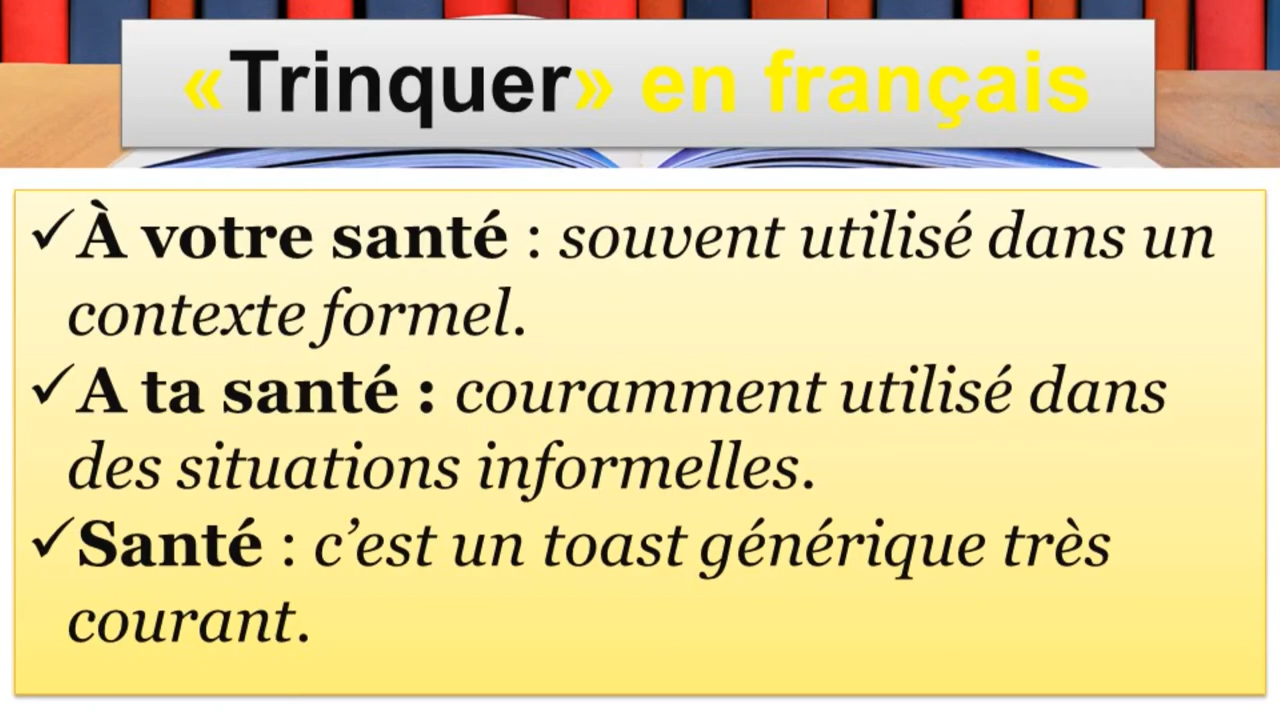 «Trinquer» en français
✓À votre santé : souvent utilisé dans un
contexte formel.
✓A ta santé : couramment utilisé dans
des situations informelles.
✓Santé : c’est un toast générique très
courant.